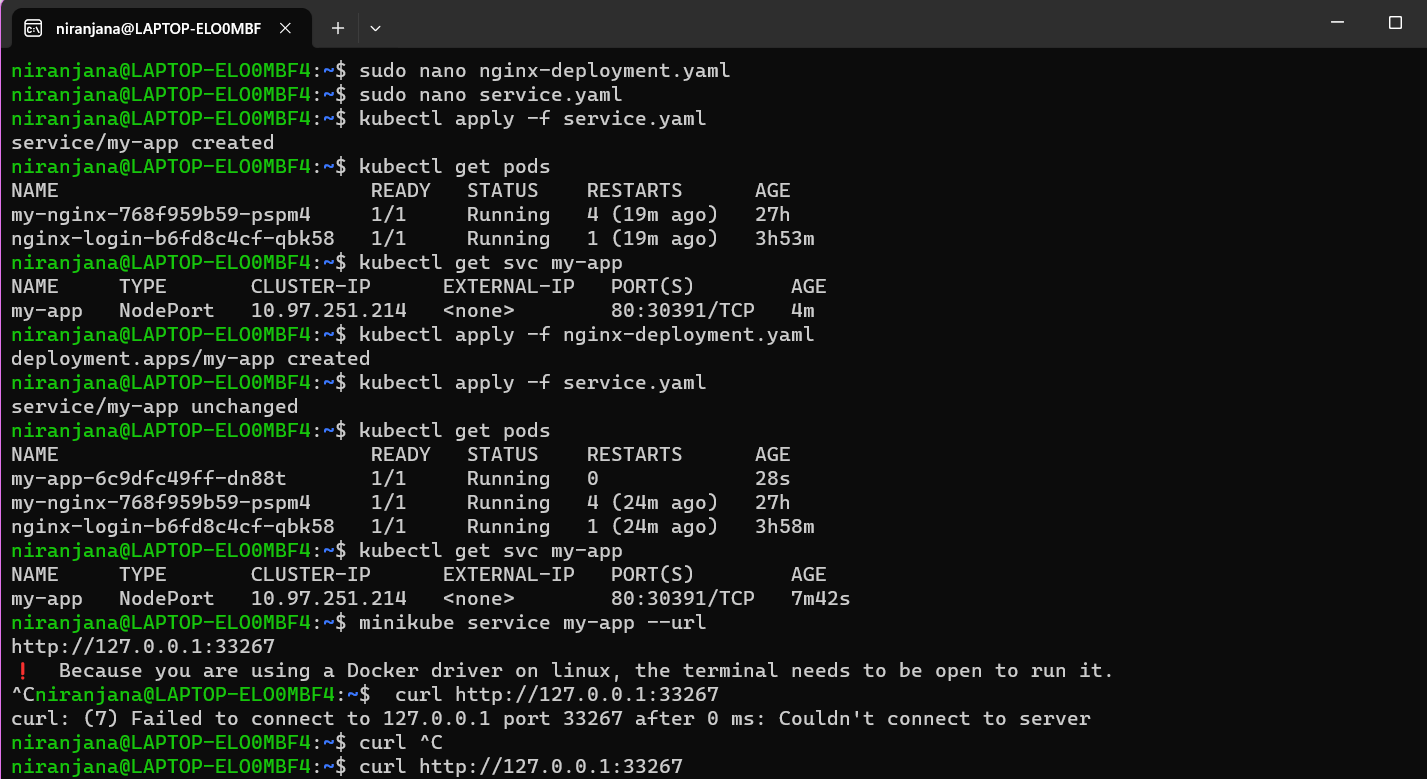 niranjana@LAPTOP-ELO0MBF
niranjana@LAPTOP-ELO0MBF4:~$ sudo nano nginx-deployment.yaml
niranjana@LAPTOP-ELO0MBF4:~$ sudo nano service.yaml
niranjana@LAPTOP-ELO0MBF4:~$ kubectl apply -f service.yaml
service/my-app created
niranjana@LAPTOP-ELO0MBF4:~$ kubectl get pods
NAME                          READY   STATUS    RESTARTS      AGE
my-nginx-768f959b59-pspm4     1/1     Running   4 (19m ago)   27h
nginx-login-b6fd8c4cf-qbk58   1/1     Running   1 (19m ago)   3h53m
niranjana@LAPTOP-ELO0MBF4:~$ kubectl get svc my-app
NAME     TYPE       CLUSTER-IP      EXTERNAL-IP   PORT(S)        AGE
my-app   NodePort   10.97.251.214   <none>        80:30391/TCP   4m
niranjana@LAPTOP-ELO0MBF4:~$ kubectl apply -f nginx-deployment.yaml
deployment.apps/my-app created
niranjana@LAPTOP-ELO0MBF4:~$ kubectl apply -f service.yaml
service/my-app unchanged
niranjana@LAPTOP-ELO0MBF4:~$ kubectl get pods
NAME                          READY   STATUS    RESTARTS      AGE
my-app-6c9dfc49ff-dn88t       1/1     Running   0             28s
my-nginx-768f959b59-pspm4     1/1     Running   4 (24m ago)   27h
nginx-login-b6fd8c4cf-qbk58   1/1     Running   1 (24m ago)   3h58m
niranjana@LAPTOP-ELO0MBF4:~$ kubectl get svc my-app
NAME     TYPE       CLUSTER-IP      EXTERNAL-IP   PORT(S)        AGE
my-app   NodePort   10.97.251.214   <none>        80:30391/TCP   7m42s
niranjana@LAPTOP-ELO0MBF4:~$ minikube service my-app --url
http://127.0.0.1:33267
❗  Because you are using a Docker driver on linux, the terminal needs to be open to run it.
^Cniranjana@LAPTOP-ELO0MBF4:~$  curl http://127.0.0.1:33267
curl: (7) Failed to connect to 127.0.0.1 port 33267 after 0 ms: Couldn't connect to server
niranjana@LAPTOP-ELO0MBF4:~$ curl ^C
niranjana@LAPTOP-ELO0MBF4:~$ curl http://127.0.0.1:33267